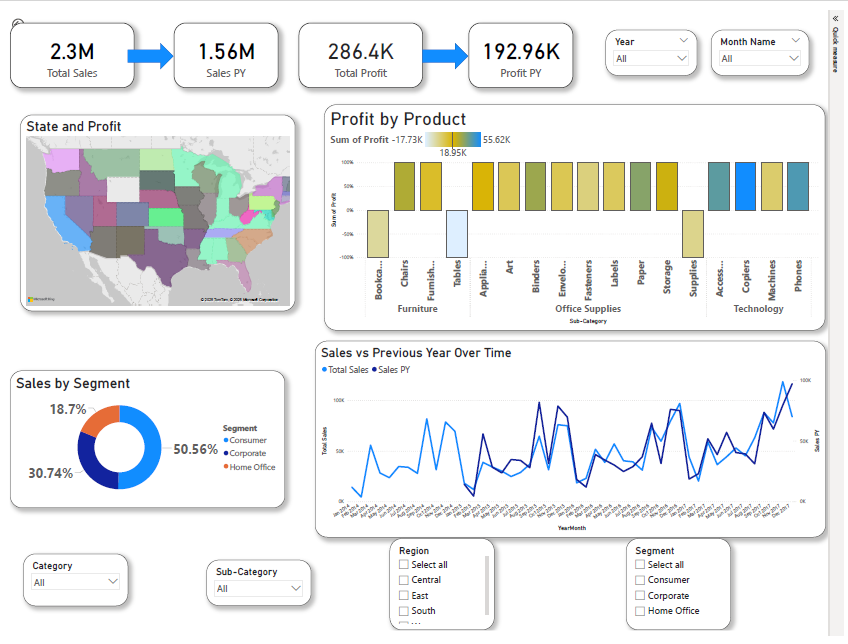 2.3M
Total Sales
1.56M
Sales PY
286.4K
Total Profit
192.96K
Profit PY
Year
All
Month Name
All
Quick measure
State and Profit
Microsoft Bing
© 2025 TomTom, © 2025 Microsoft Corporation
Profit by Product
Sum of Profit -17.73K 55.62K
18.95K
Sum of Profit
100%
50%
0%
-50%
-100%
Bookca...
Chairs
Furnish...
Tables
Applia...
Art
Binders
Envelo...
Fasteners
Labels
Paper
Storage
Supplies
Access...
Copiers
Machines
Phones
Furniture
Office Supplies
Technology
Sub-Category
Sales by Segment
18.7%
50.56%
30.74%
Segment
Consumer
Corporate
Home Office
Sales vs Previous Year Over Time
Total Sales Sales PY
Total Sales
100K
50K
0K
100K
50K
0K
Sales PY
YearMonth
Category
All
Sub-Category
All
Region
Select all
Central
East
South
Segment
Select all
Consumer
Corporate
Home Office